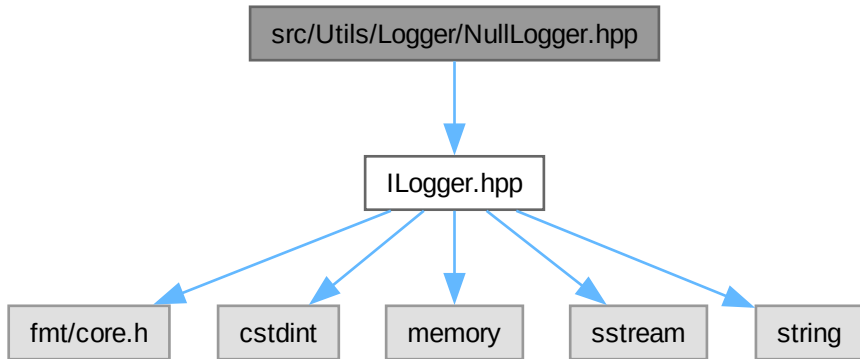 src/Utils/Logger/NullLogger.hpp
ILogger.hpp
fmt/core.h
cstdint
memory
sstream
string